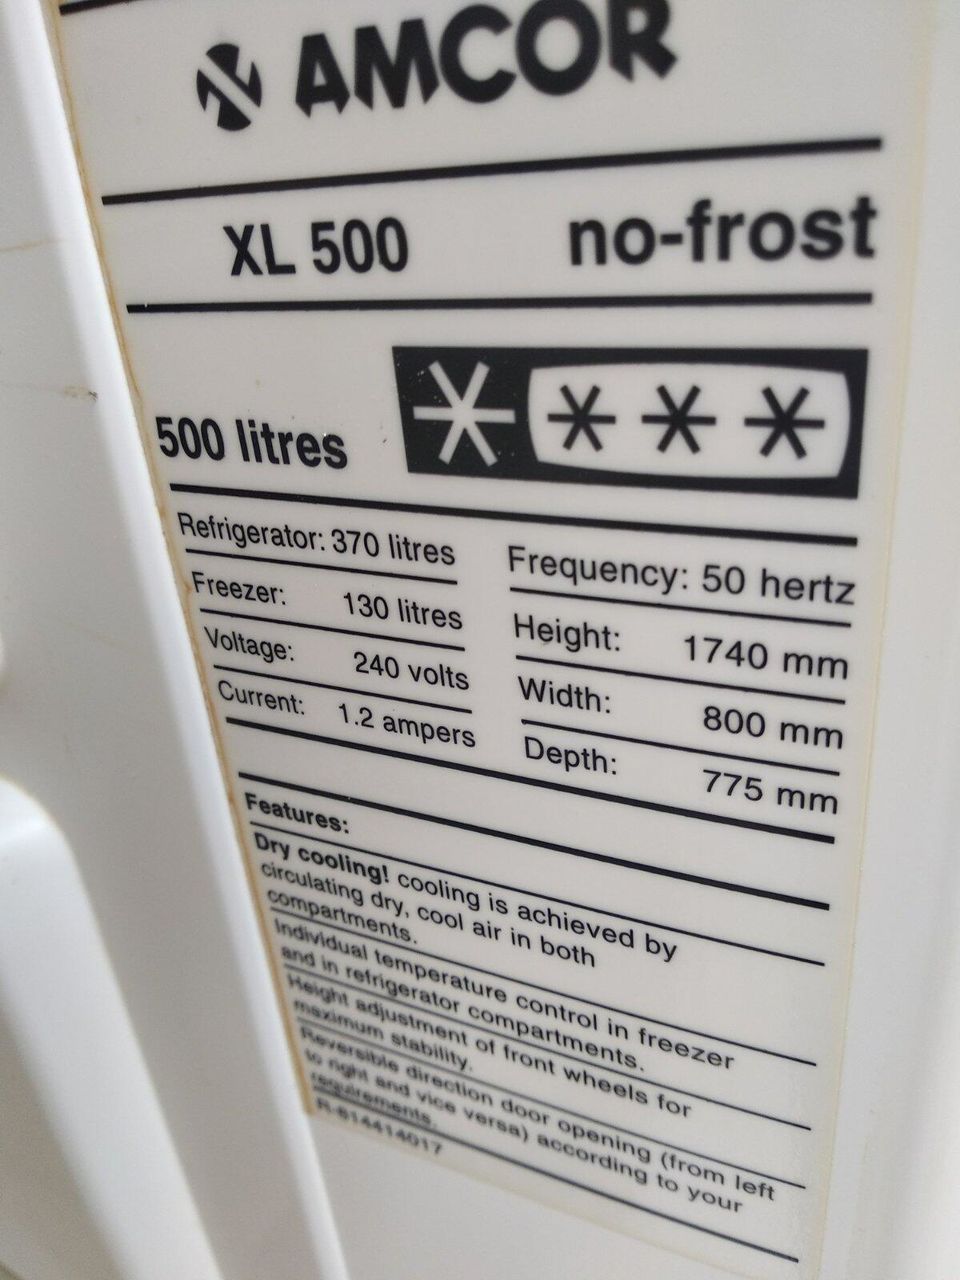 AMCOR
XL 500 no-frost
500 litres
Refrigerator: 370 litres
Freezer: 130 litres
Voltage: 240 volts
Current: 1.2 ampers
Frequency: 50 hertz
Height: 1740 mm
Width: 800 mm
Depth: 775 mm
Features:
Dry cooling! cooling is achieved by
circulating dry, cool air in both
compartments.
Individual temperature control in freezer
and in refrigerator compartments.
Height adjustment of front wheels for
maximum stability.
Reversible direction door opening (from left
to right and vice versa) according to your
requirements.
R-614414017